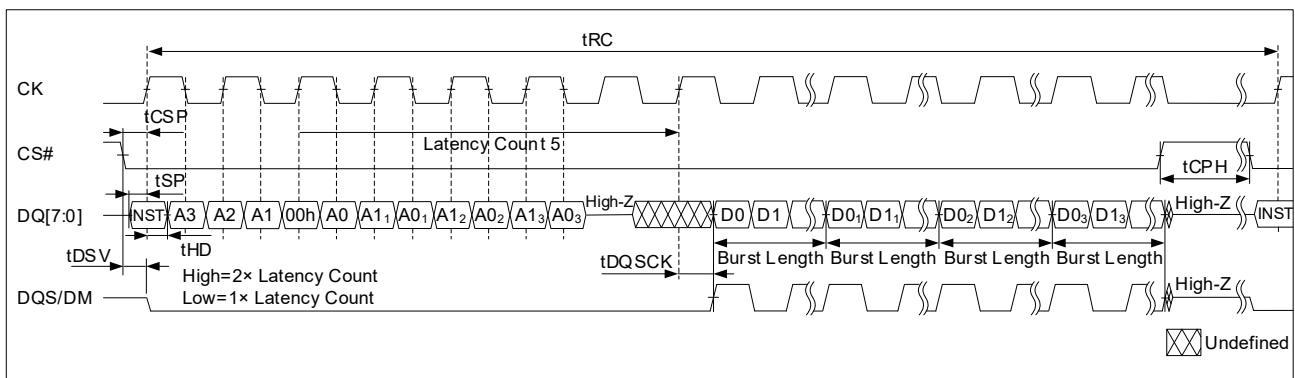 tRC
CK
tCSP
Latency Count 5
CS#
tCPH
tSP
High-Z
DQ[7:0] INST A3 A2 A1 00h A0 A1₁ A0₁ A1₂ A0₂ A1₃ A0₃ D0 D1 D0₁ D1₁ D0₂ D1₂ D0₃ D1₃ High-Z INST
tHD
Burst Length Burst Length Burst Length Burst Length
tDSV
tDQSCK
High=2× Latency Count
Low=1× Latency Count
DQS/DM
High-Z
Undefined